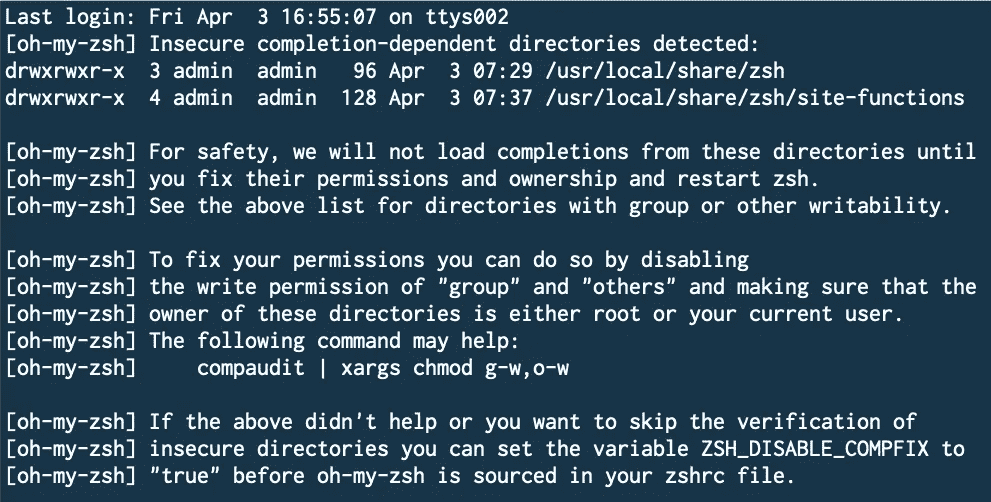 Last login: Fri Apr  3 16:55:07 on ttys002
[oh-my-zsh] Insecure completion-dependent directories detected:
drwxrwxr-x  3 admin  admin   96 Apr  3 07:29 /usr/local/share/zsh
drwxrwxr-x  4 admin  admin  128 Apr  3 07:37 /usr/local/share/zsh/site-functions

[oh-my-zsh] For safety, we will not load completions from these directories until
[oh-my-zsh] you fix their permissions and ownership and restart zsh.
[oh-my-zsh] See the above list for directories with group or other writability.

[oh-my-zsh] To fix your permissions you can do so by disabling
[oh-my-zsh] the write permission of "group" and "others" and making sure that the
[oh-my-zsh] owner of these directories is either root or your current user.
[oh-my-zsh] The following command may help:
[oh-my-zsh]     compaudit | xargs chmod g-w,o-w

[oh-my-zsh] If the above didn't help or you want to skip the verification of
[oh-my-zsh] insecure directories you can set the variable ZSH_DISABLE_COMPFIX to
[oh-my-zsh] "true" before oh-my-zsh is sourced in your zshrc file.